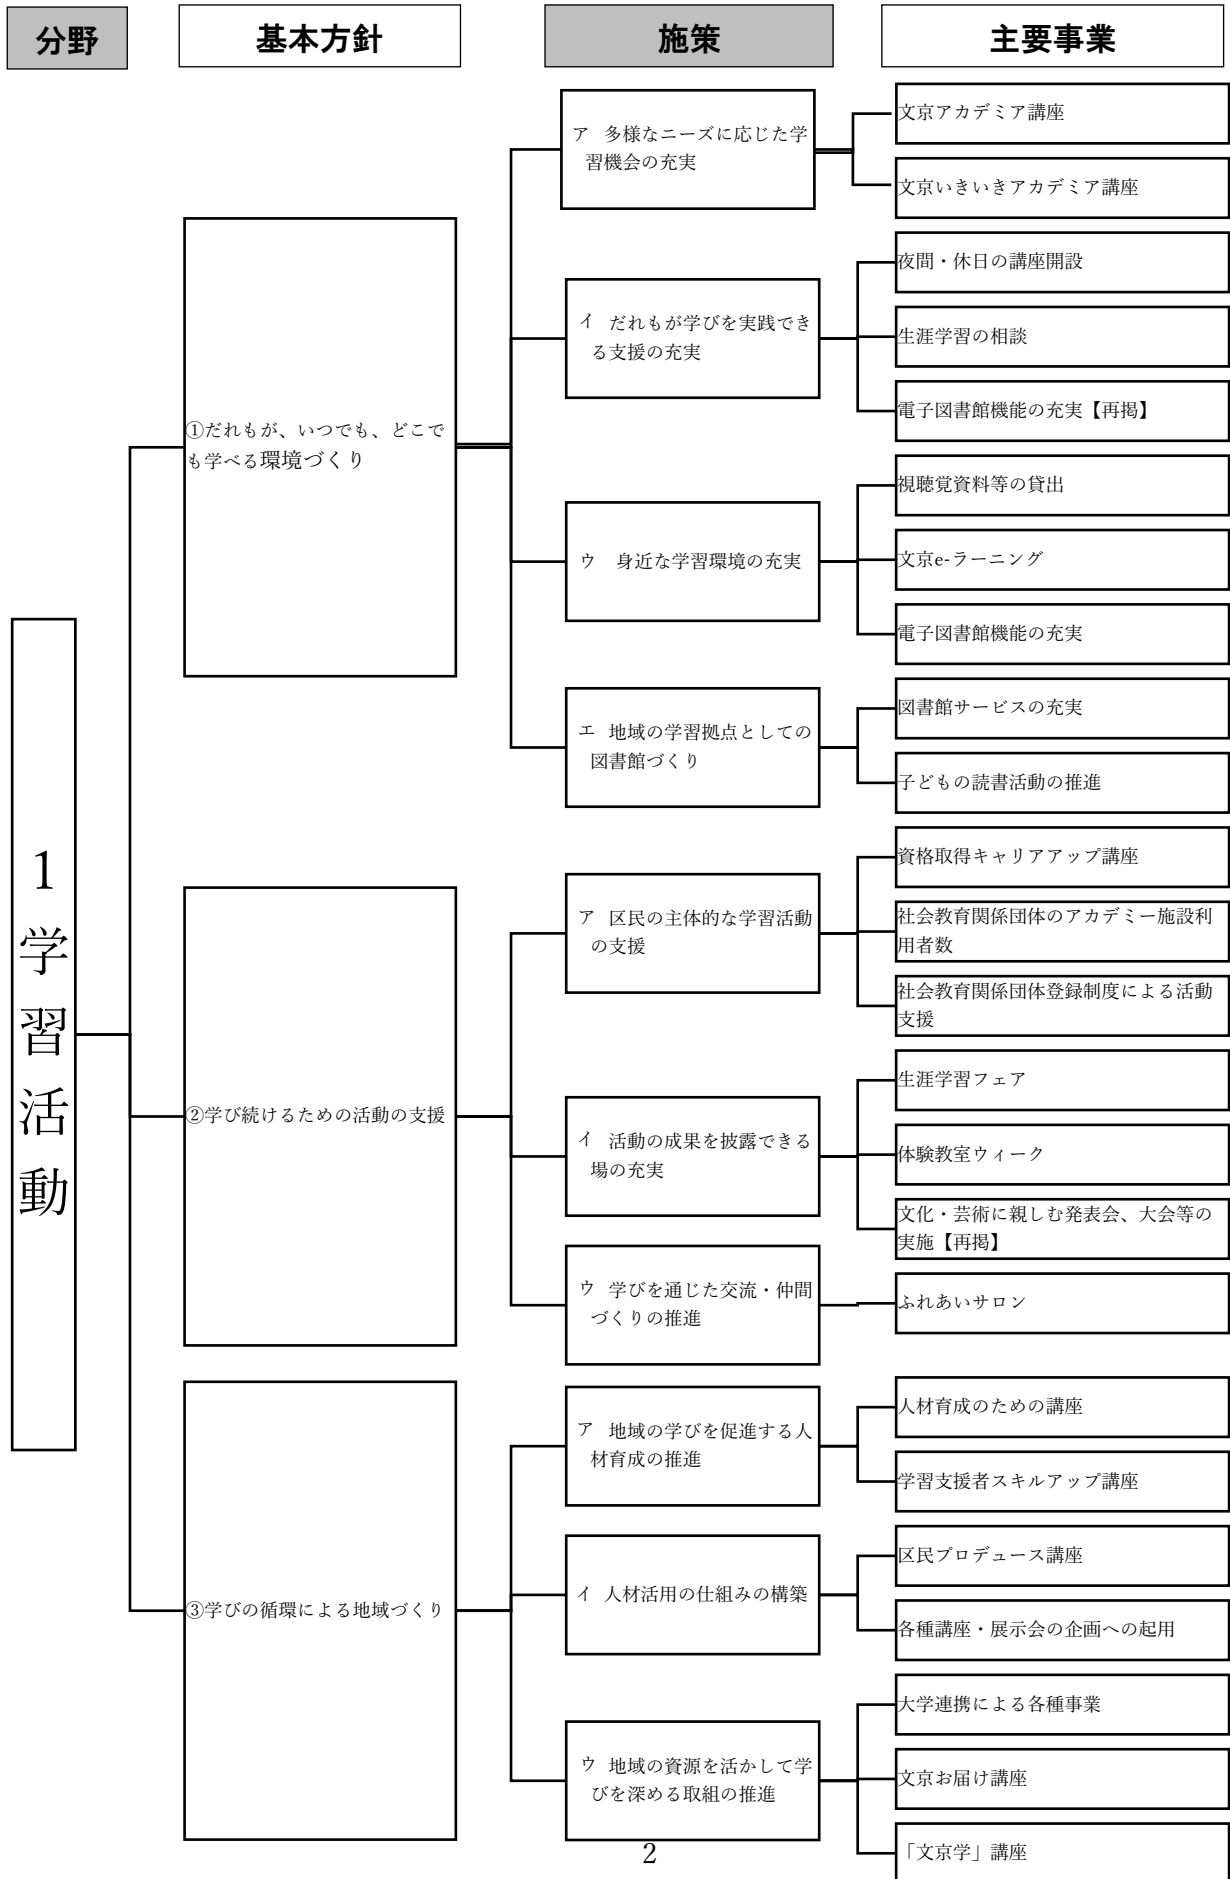 分野
基本方針
施策
主要事業
1
学
習
活
動
①だれもが、いつでも、どこで
も学べる環境づくり
ア 多様なニーズに応じた学
習機会の充実
文京アカデミア講座
文京いきいきアカデミア講座
イ だれもが学びを実践でき
る支援の充実
夜間・休日の講座開設
生涯学習の相談
電子図書館機能の充実【再掲】
ウ 身近な学習環境の充実
視聴覚資料等の貸出
文京e-ラーニング
電子図書館機能の充実
エ 地域の学習拠点としての
図書館づくり
図書館サービスの充実
子どもの読書活動の推進
②学び続けるための活動の支援
ア 区民の主体的な学習活動
の支援
資格取得キャリアアップ講座
社会教育関係団体のアカデミー施設利
用者数
社会教育関係団体登録制度による活動
支援
イ 活動の成果を披露できる
場の充実
生涯学習フェア
体験教室ウィーク
文化・芸術に親しむ発表会、大会等の
実施【再掲】
ウ 学びを通じた交流・仲間
づくりの推進
ふれあいサロン
③学びの循環による地域づくり
ア 地域の学びを促進する人
材育成の推進
人材育成のための講座
学習支援者スキルアップ講座
イ 人材活用の仕組みの構築
区民プロデュース講座
各種講座・展示会の企画への起用
ウ 地域の資源を活かして学
びを深める取組の推進
大学連携による各種事業
文京お届け講座
「文京学」講座
2